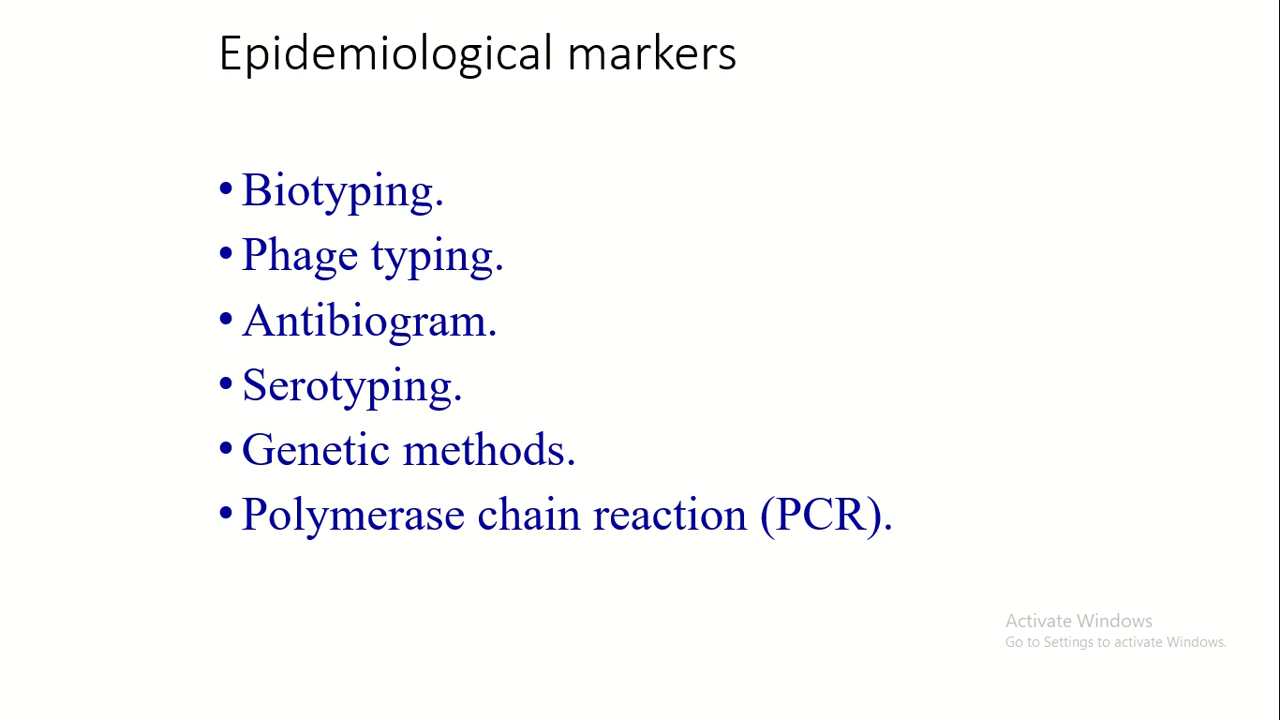 Epidemiological markers
• Biotyping.
• Phage typing.
• Antibiogram.
• Serotyping.
• Genetic methods.
• Polymerase chain reaction (PCR).
Activate Windows
Go to Settings to activate Windows.